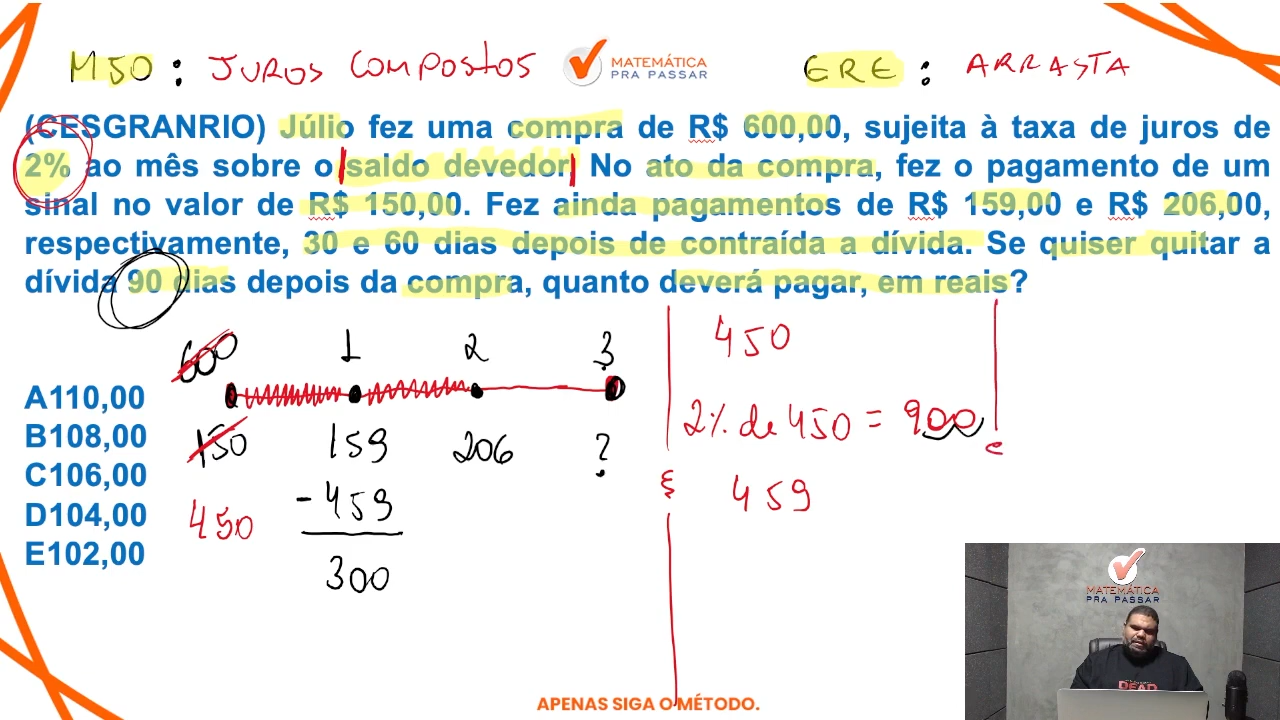 M50 : JUROS COMPOSTOS
MATEMÁTICA
PRA PASSAR
ERE : ARRASTA
(CESGRANRIO) Júlio fez uma compra de R$ 600,00, sujeita à taxa de juros de
2% ao mês sobre o saldo devedor. No ato da compra, fez o pagamento de um
sinal no valor de R$ 150,00. Fez ainda pagamentos de R$ 159,00 e R$ 206,00,
respectivamente, 30 e 60 dias depois de contraída a dívida. Se quiser quitar a
dívida 90 dias depois da compra, quanto deverá pagar, em reais?
A110,00
B108,00
C106,00
D104,00
E102,00
600 1 2 3
150 159 206 ?
450 - 459
300
450
2% de 450 = 900
459
MATEMÁTICA
PRA PASSAR
APENAS SIGA O MÉTODO.